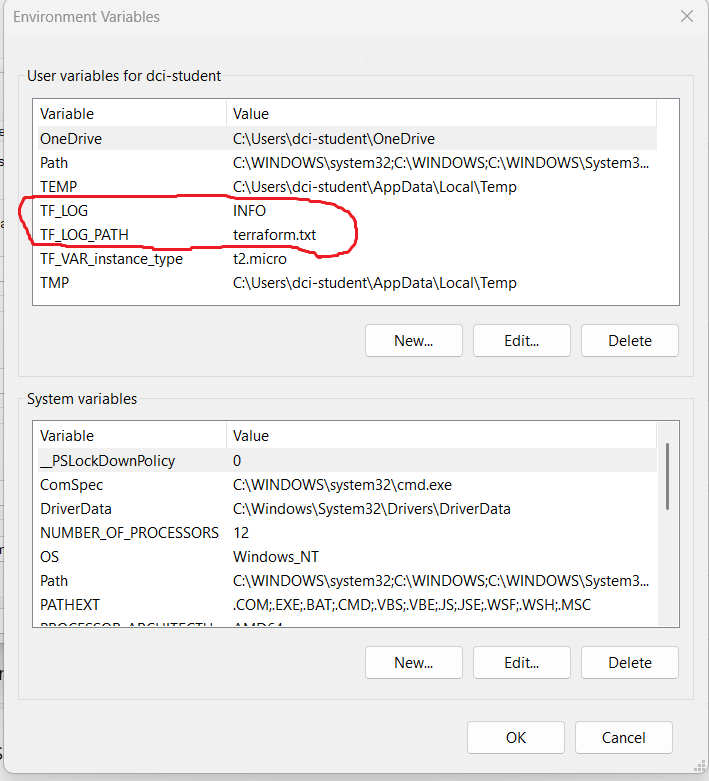 Environment Variables
User variables for dci-student
Variable Value
OneDrive C:\Users\dci-student\OneDrive
Path C:\WINDOWS\system32;C:\WINDOWS;C:\WINDOWS\System3...
TEMP C:\Users\dci-student\AppData\Local\Temp
TF_LOG INFO
TF_LOG_PATH terraform.txt
TF_VAR_instance_type t2.micro
TMP C:\Users\dci-student\AppData\Local\Temp
New... Edit... Delete
System variables
Variable Value
__PSLockDownPolicy 0
ComSpec C:\WINDOWS\system32\cmd.exe
DriverData C:\Windows\System32\Drivers\DriverData
NUMBER_OF_PROCESSORS 12
OS Windows_NT
Path C:\WINDOWS\system32;C:\WINDOWS;C:\WINDOWS\System3...
PATHEXT .COM;.EXE;.BAT;.CMD;.VBS;.VBE;.JS;.JSE;.WSF;.WSH;.MSC
New... Edit... Delete
OK Cancel